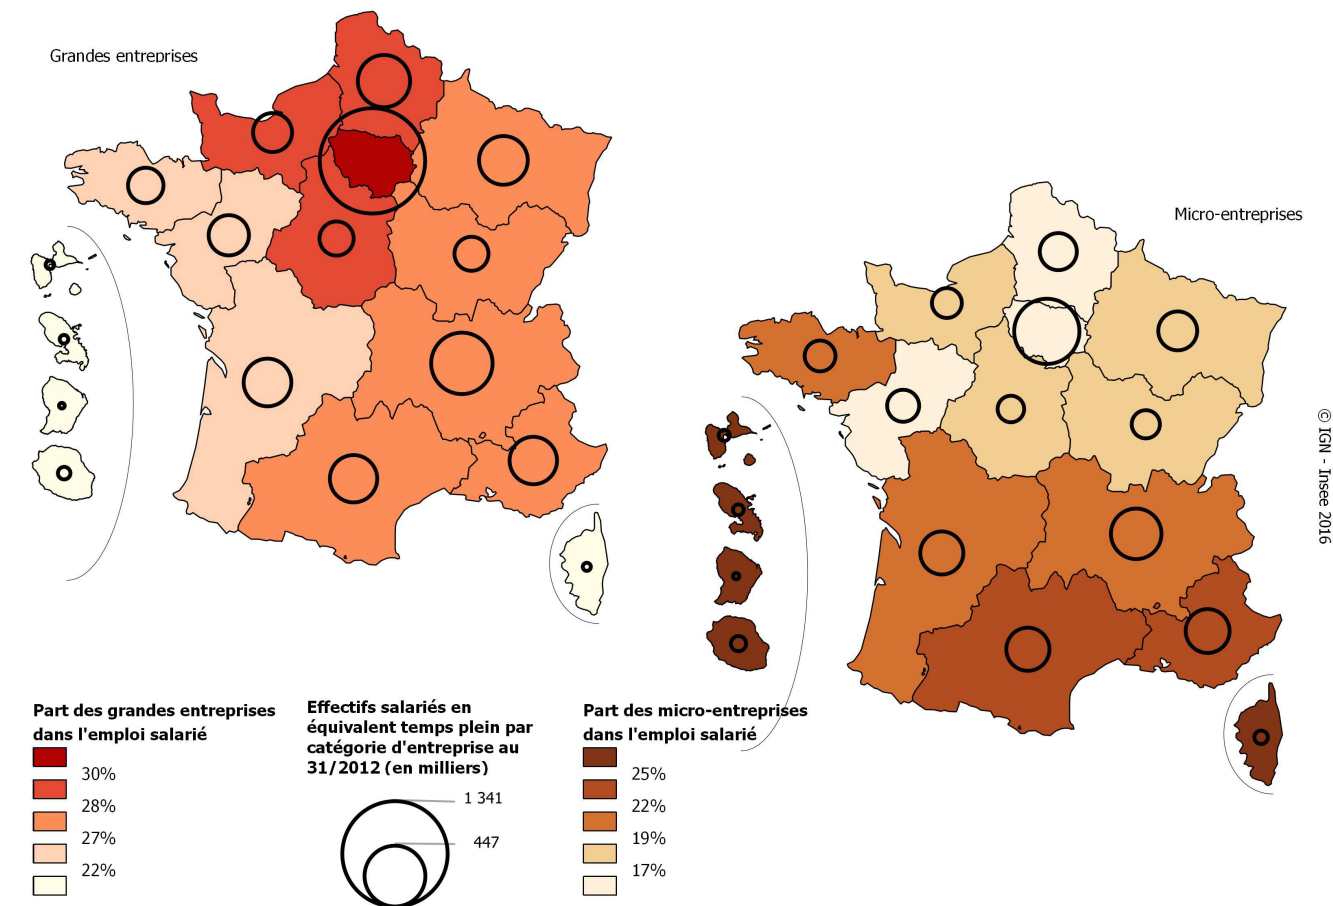 Grandes entreprises
Micro-entreprises
© IGN - Insee 2016
Part des grandes entreprises
dans l'emploi salarié
30%
28%
27%
22%
Effectifs salariés en
équivalent temps plein par
catégorie d'entreprise au
31/2012 (en milliers)
1 341
447
Part des micro-entreprises
dans l'emploi salarié
25%
22%
19%
17%